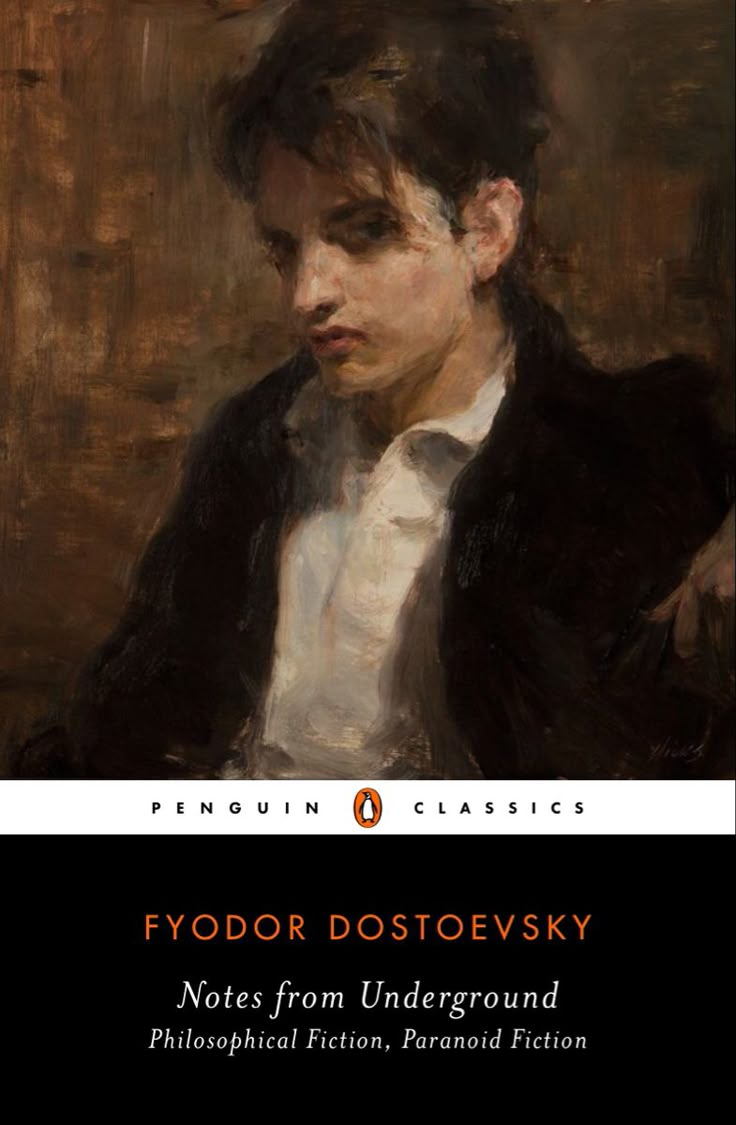 PENGUIN CLASSICS
FYODOR DOSTOEVSKY
Notes from Underground
Philosophical Fiction, Paranoid Fiction